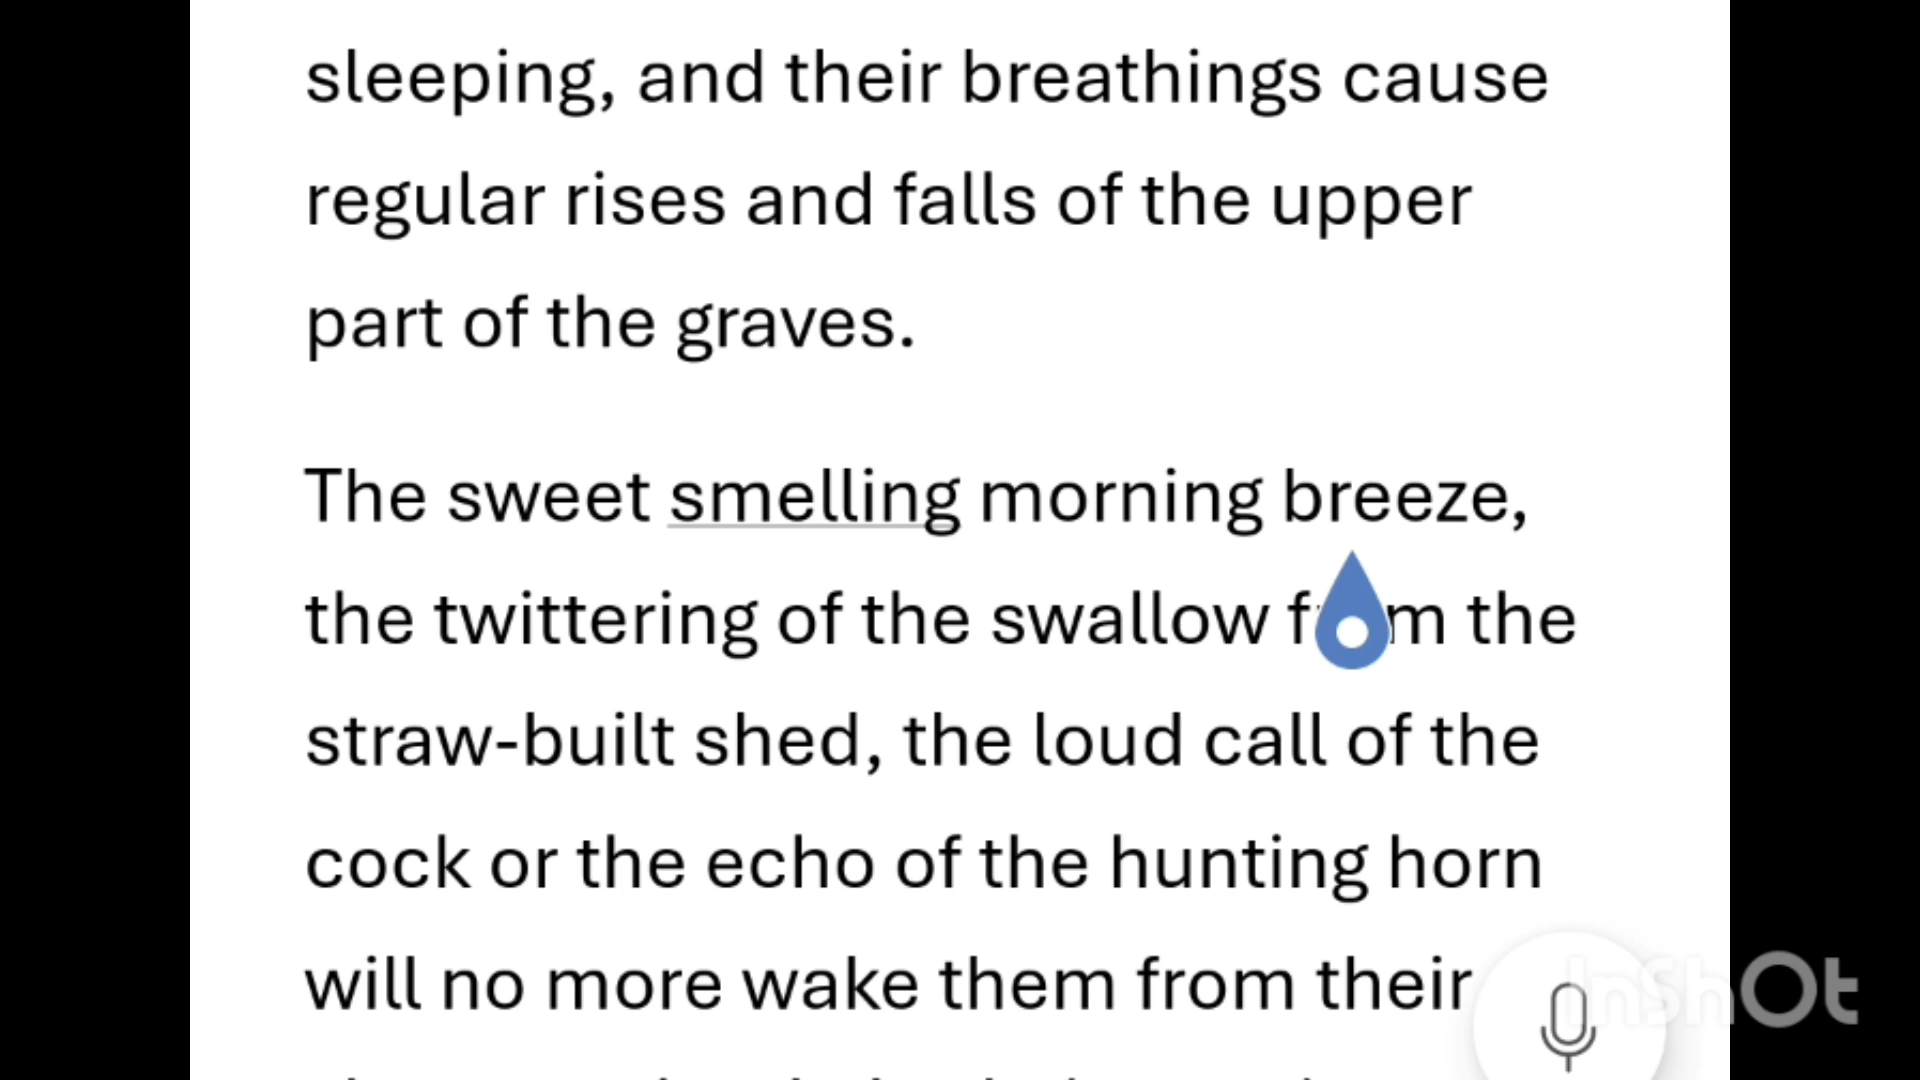 sleeping, and their breathings cause
regular rises and falls of the upper
part of the graves.
The sweet smelling morning breeze,
the twittering of the swallow from the
straw-built shed, the loud call of the
cock or the echo of the hunting horn
will no more wake them from their
InShOt